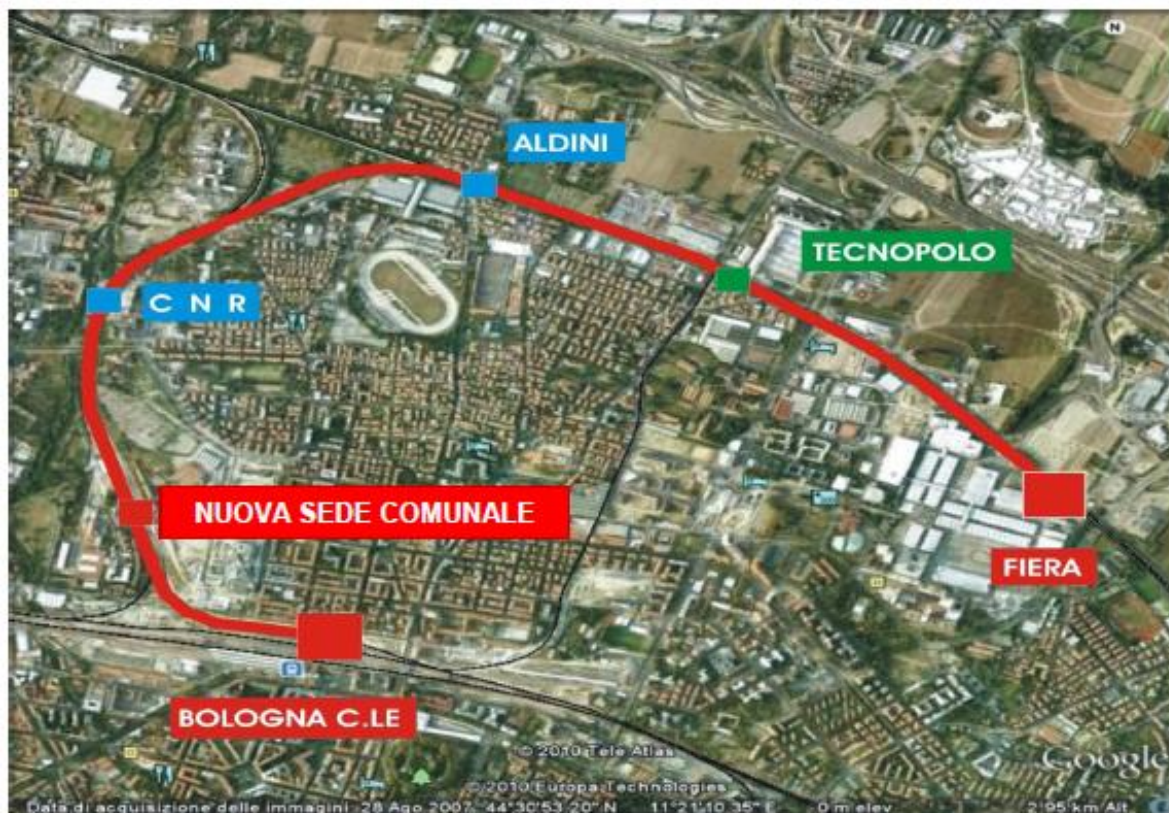 N
ALDINI
TECNOPOLO
C N R
NUOVA SEDE COMUNALE
FIERA
BOLOGNA C.LE
© 2010 Tele Atlas
Google
© 2010 Europa Technologies
Data di acquisizione delle immagini: 28 Ago 2007 44°30'53.20" N 11°21'10.35" E 0 m elev 2.95 km Alt.